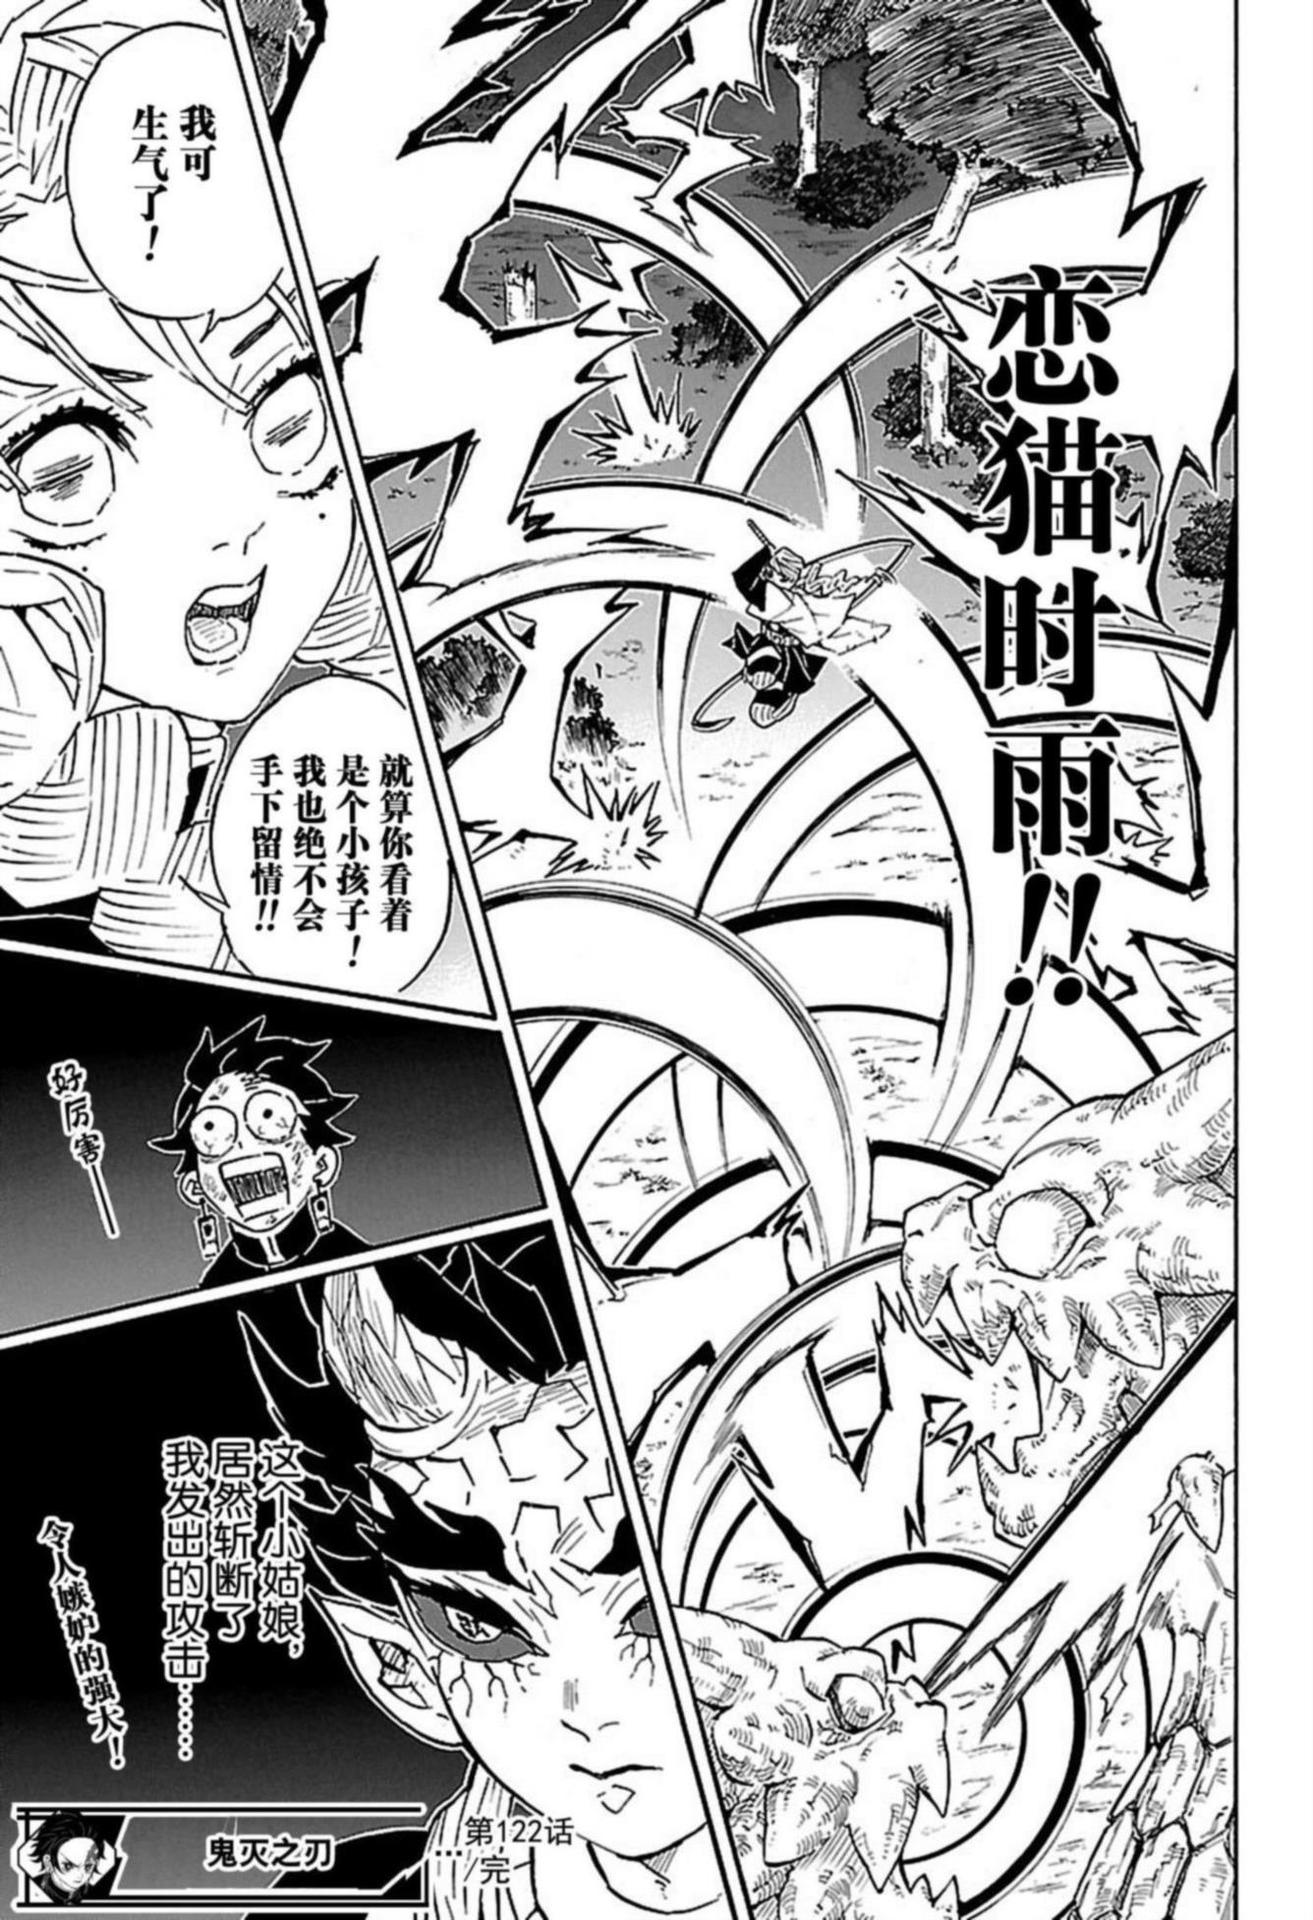 恋猫时雨!!
我可
生气了!
就算你看着
是个小孩子!
我也绝不会
手下留情!!
好厉害——
这个小姑娘,
居然斩断了
我发出的攻击……
令人嫉妒的强大!
鬼灭之刃
第122话
…
/完